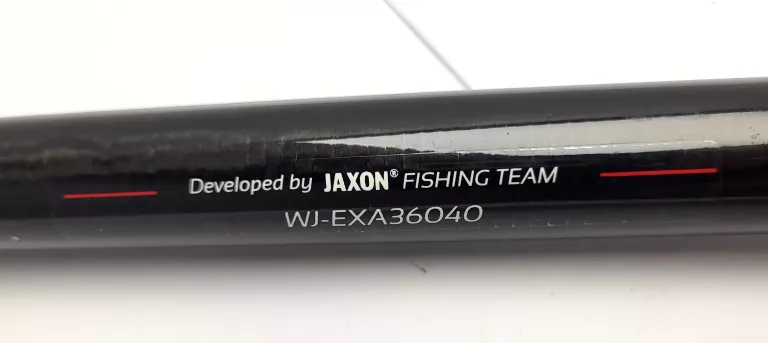 Developed by JAXON® FISHING TEAM
WJ-EXA36040